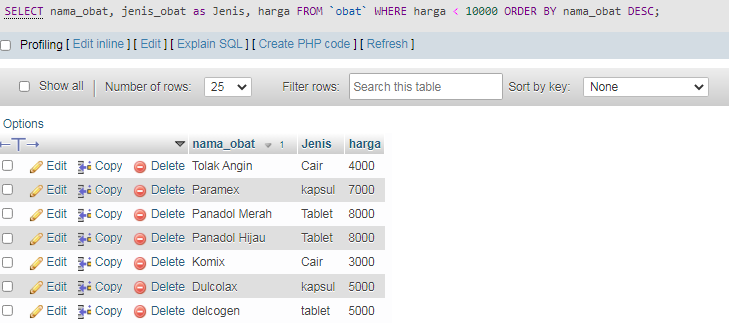 SELECT nama_obat, jenis_obat as Jenis, harga FROM `obat` WHERE harga < 10000 ORDER BY nama_obat DESC;
Profiling [ Edit inline ] [ Edit ] [ Explain SQL ] [ Create PHP code ] [ Refresh ]
Show all Number of rows: 25 Filter rows: Search this table Sort by key: None
Options
←T→ nama_obat 1 Jenis harga
Edit Copy Delete Tolak Angin Cair 4000
Edit Copy Delete Paramex kapsul 7000
Edit Copy Delete Panadol Merah Tablet 8000
Edit Copy Delete Panadol Hijau Tablet 8000
Edit Copy Delete Komix Cair 3000
Edit Copy Delete Dulcolax kapsul 5000
Edit Copy Delete delcogen tablet 5000